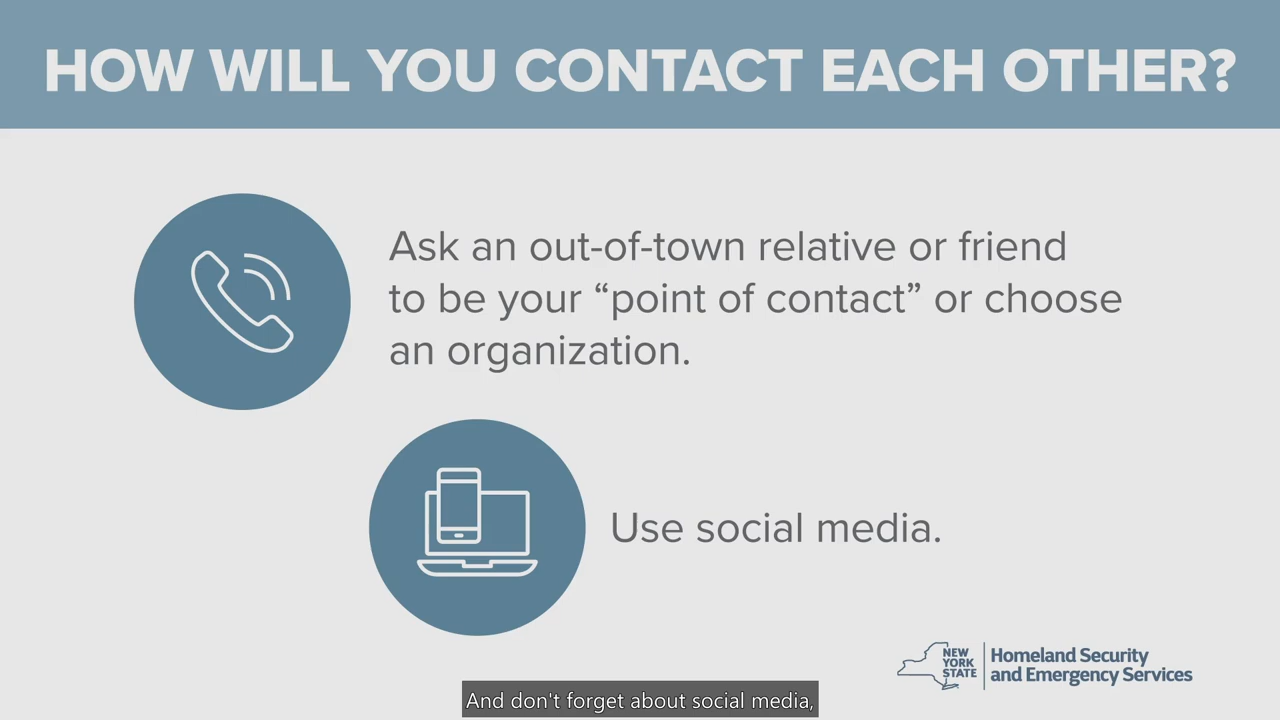 HOW WILL YOU CONTACT EACH OTHER?
Ask an out-of-town relative or friend
to be your “point of contact” or choose
an organization.
Use social media.
NEW
YORK
STATE
Homeland Security
and Emergency Services
And don't forget about social media,